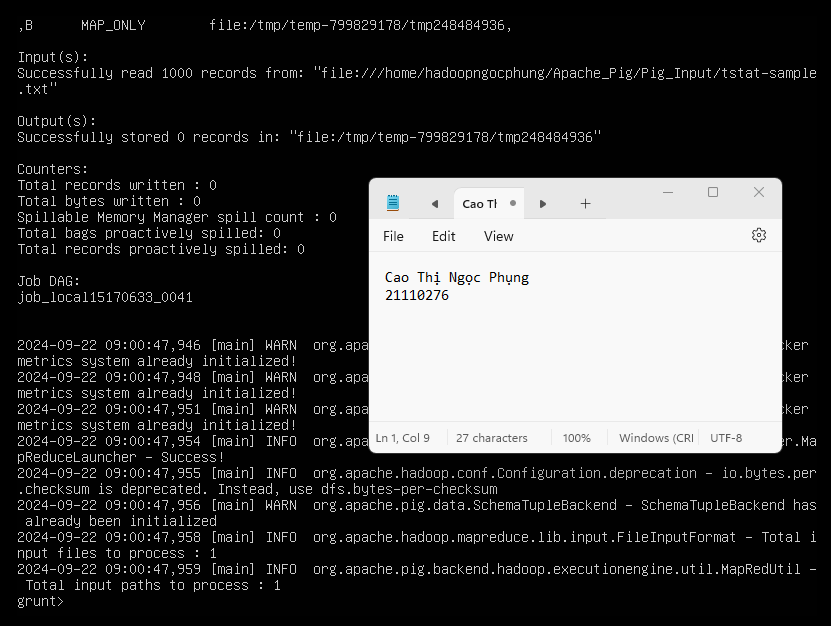 ,B      MAP_ONLY        file:/tmp/temp-799829178/tmp248484936,
Input(s):
Successfully read 1000 records from: "file:///home/hadoopngocphung/Apache_Pig/Pig_Input/tstat-sample
.txt"
Output(s):
Successfully stored 0 records in: "file:/tmp/temp-799829178/tmp248484936"
Counters:
Total records written : 0
Total bytes written : 0
Spillable Memory Manager spill count : 0
Total bags proactively spilled: 0
Total records proactively spilled: 0
Job DAG:
job_local15170633_0041
2024-09-22 09:00:47,946 [main] WARN  org.apa cker
metrics system already initialized!
2024-09-22 09:00:47,948 [main] WARN  org.apa cker
metrics system already initialized!
2024-09-22 09:00:47,951 [main] WARN  org.apa cker
metrics system already initialized!
2024-09-22 09:00:47,954 [main] INFO  org.apa er.Ma
pReduceLauncher - Success!
2024-09-22 09:00:47,955 [main] INFO  org.apache.hadoop.conf.Configuration.deprecation - io.bytes.per
.checksum is deprecated. Instead, use dfs.bytes-per-checksum
2024-09-22 09:00:47,956 [main] WARN  org.apache.pig.data.SchemaTupleBackend - SchemaTupleBackend has
 already been initialized
2024-09-22 09:00:47,958 [main] INFO  org.apache.hadoop.mapreduce.lib.input.FileInputFormat - Total i
nput files to process : 1
2024-09-22 09:00:47,959 [main] INFO  org.apache.pig.backend.hadoop.executionengine.util.MapRedUtil -
 Total input paths to process : 1
grunt>
Cao Th
File Edit View
Cao Thị Ngọc Phụng
21110276
Ln 1, Col 9 27 characters 100% Windows (CRI UTF-8